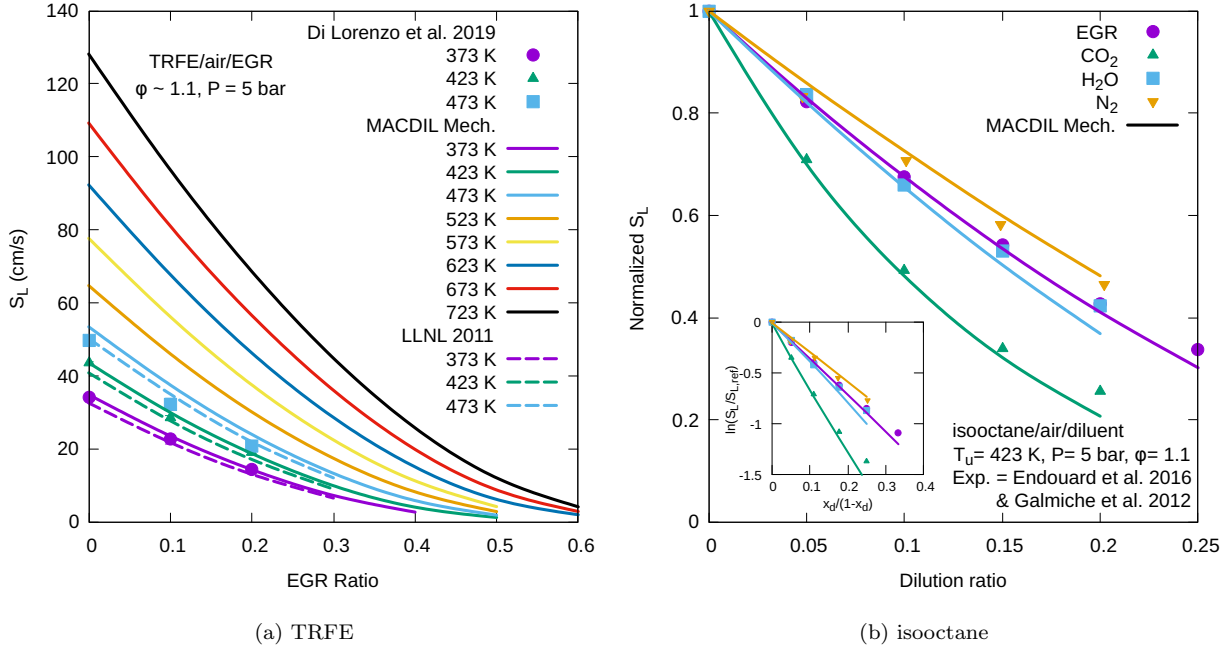 140
120
100
80
60
40
20
0
S_L (cm/s)
0 0.1 0.2 0.3 0.4 0.5 0.6
EGR Ratio
TRFE/air/EGR
φ ~ 1.1, P = 5 bar
Di Lorenzo et al. 2019
373 K
423 K
473 K
MACDIL Mech.
373 K
423 K
473 K
523 K
573 K
623 K
673 K
723 K
LLNL 2011
373 K
423 K
473 K
(a) TRFE
1
0.8
0.6
0.4
0.2
0
Normalized S_L
0 0.05 0.1 0.15 0.2 0.25
Dilution ratio
EGR
CO₂
H₂O
N₂
MACDIL Mech.
0
-0.5
-1
-1.5
ln(S_L/S_L,ref)
0 0.1 0.2 0.3 0.4
x_d/(1-x_d)
isooctane/air/diluent
T_u= 423 K, P= 5 bar, φ= 1.1
Exp. = Endouard et al. 2016
& Galmiche et al. 2012
(b) isooctane